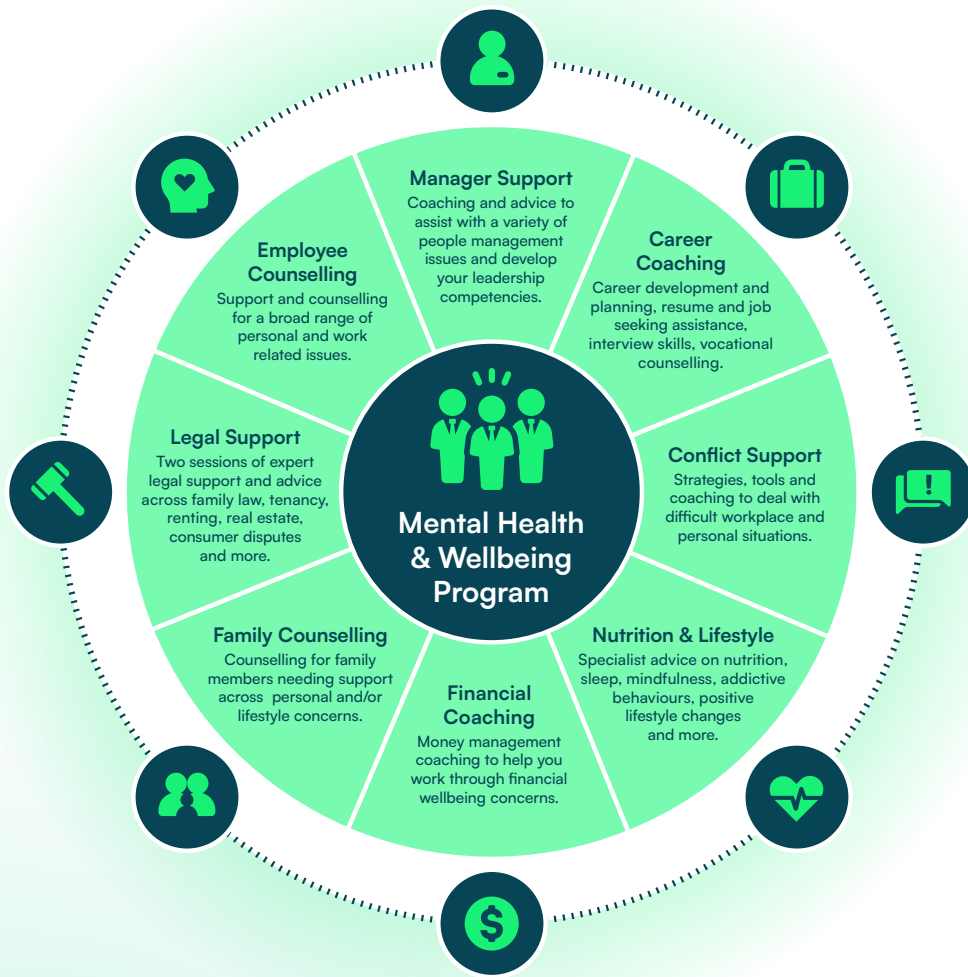 Manager Support
Coaching and advice to
assist with a variety of
people management
issues and develop
your leadership
competencies.
Career
Coaching
Career development and
planning, resume and job
seeking assistance,
interview skills, vocational
counselling.
Conflict Support
Strategies, tools and
coaching to deal with
difficult workplace and
personal situations.
Nutrition & Lifestyle
Specialist advice on nutrition,
sleep, mindfulness, addictive
behaviours, positive
lifestyle changes
and more.
Financial
Coaching
Money management
coaching to help you
work through financial
wellbeing concerns.
Family Counselling
Counselling for family
members needing support
across personal and/or
lifestyle concerns.
Legal Support
Two sessions of expert
legal support and advice
across family law, tenancy,
renting, real estate,
consumer disputes
and more.
Employee
Counselling
Support and counselling
for a broad range of
personal and work
related issues.
Mental Health
& Wellbeing
Program
!
$